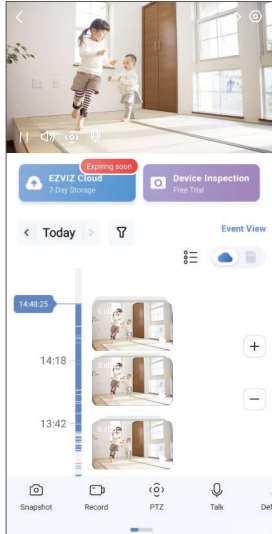 Expiring soon
EZVIZ Cloud
7-Day Storage
Device Inspection
Free Trial
Today
Event View
14:48:25
14:18
13:42
Snapshot
Record
PTZ
Talk